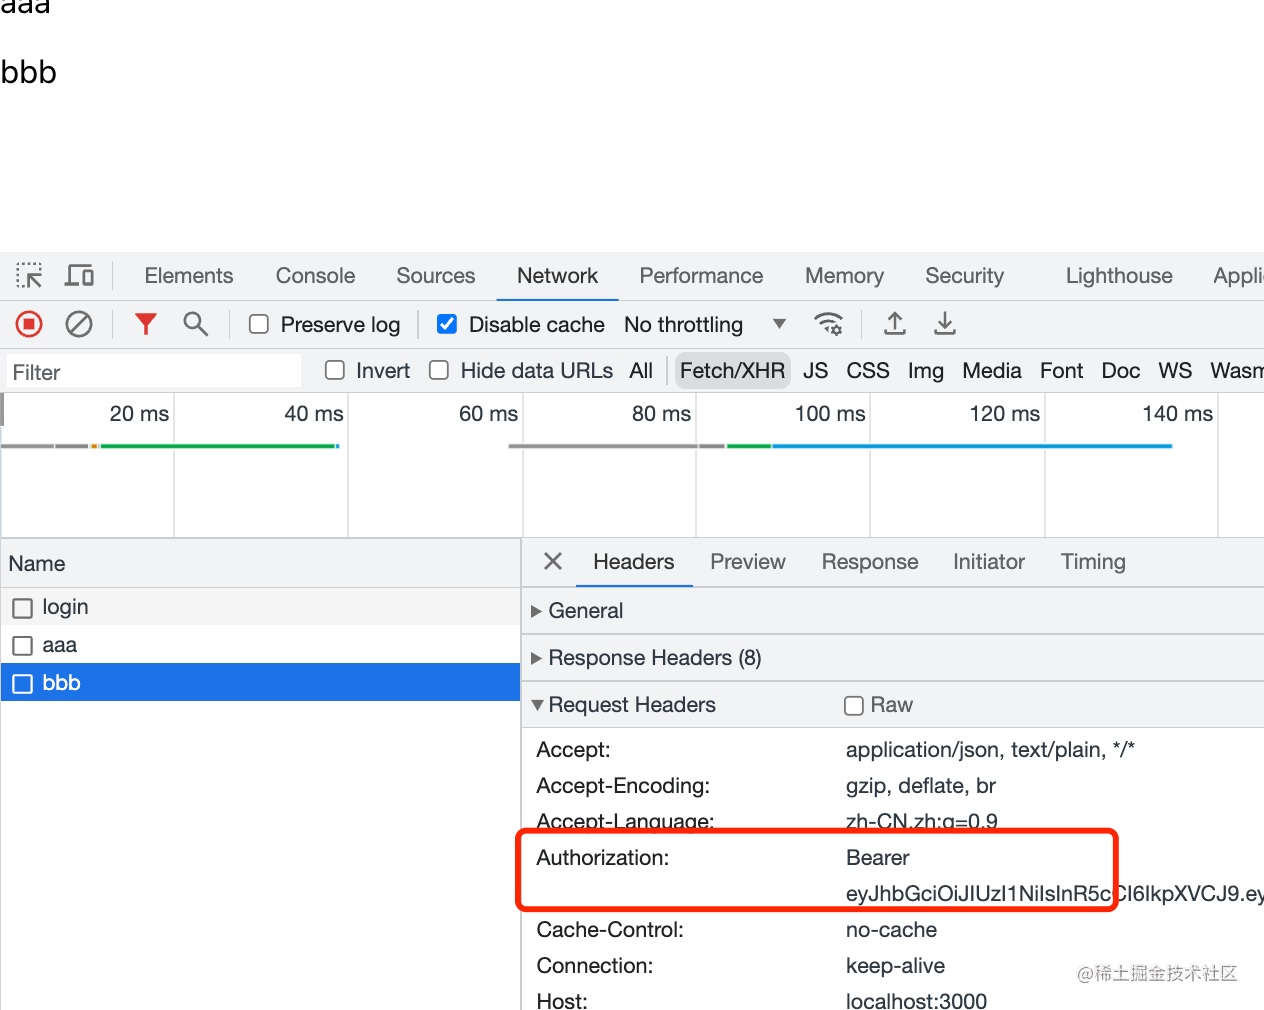 aaa
bbb
Elements Console Sources Network Performance Memory Security Lighthouse Appli
Preserve log Disable cache No throttling
Filter Invert Hide data URLs All Fetch/XHR JS CSS Img Media Font Doc WS Wasm
20 ms 40 ms 60 ms 80 ms 100 ms 120 ms 140 ms
Name Headers Preview Response Initiator Timing
login General
aaa Response Headers (8)
bbb Request Headers Raw
Accept: application/json, text/plain, */*
Accept-Encoding: gzip, deflate, br
Accept-Language: zh-CN,zh;q=0.9
Authorization: Bearer
eyJhbGciOiJIUzI1NiIsInR5cCI6IkpXVCJ9.ey
Cache-Control: no-cache
Connection: keep-alive
@稀土掘金技术社区
Host: localhost:3000